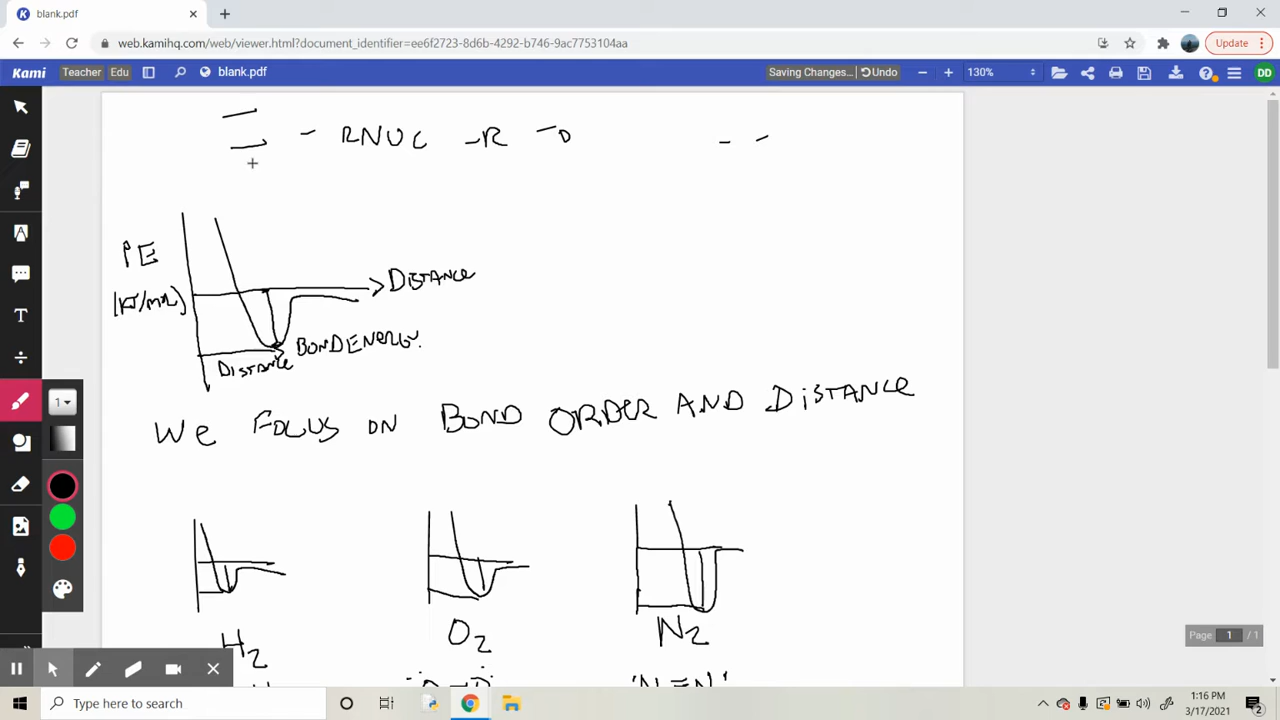 blank.pdf
web.kamihq.com/web/viewer.html?document_identifier=ee6f2723-8d6b-4292-b746-9ac7753104aa
Update
Kami Teacher Edu blank.pdf Saving Changes... Undo 130% DD
PE
(KJ/mol)
DISTANCE
BOND ENERGY.
DISTANCE
WE FOCUS ON BOND ORDER AND DISTANCE
1
H2 O2 N2
N≡N
Page 1 / 1
Type here to search
1:16 PM
3/17/2021
2